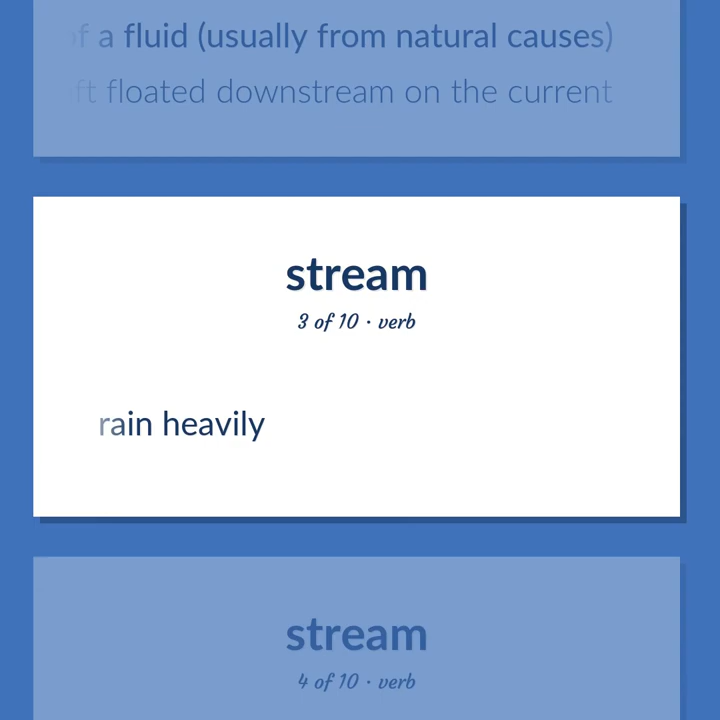 of a fluid (usually from natural causes)
floated downstream on the current
stream
3 of 10 · verb
rain heavily
stream
4 of 10 · verb